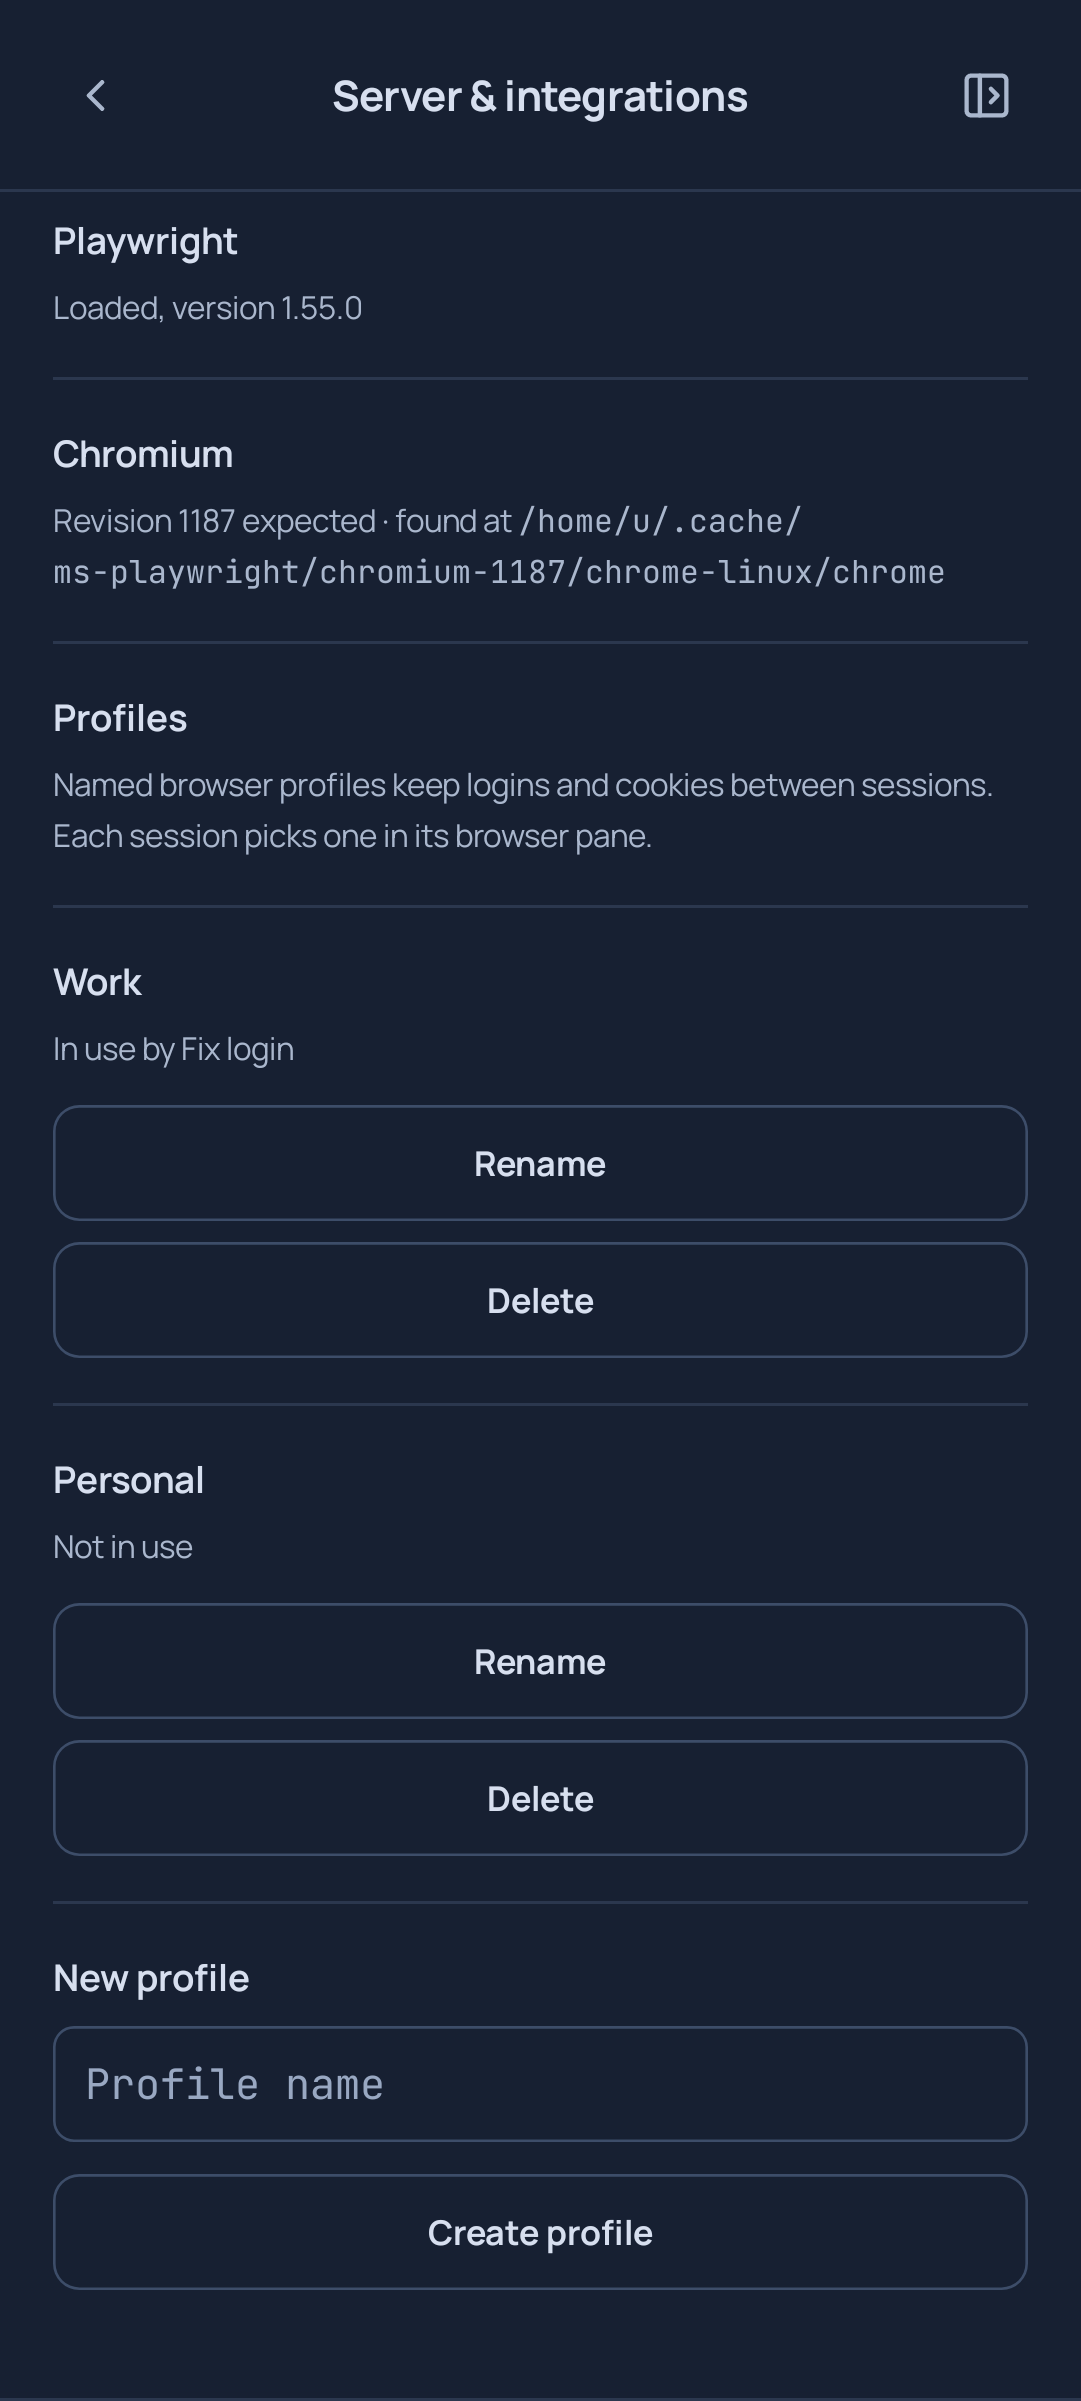 Server & integrations
Playwright
Loaded, version 1.55.0
Chromium
Revision 1187 expected · found at /home/u/.cache/
ms-playwright/chromium-1187/chrome-linux/chrome
Profiles
Named browser profiles keep logins and cookies between sessions.
Each session picks one in its browser pane.
Work
In use by Fix login
Rename
Delete
Personal
Not in use
Rename
Delete
New profile
Profile name
Create profile